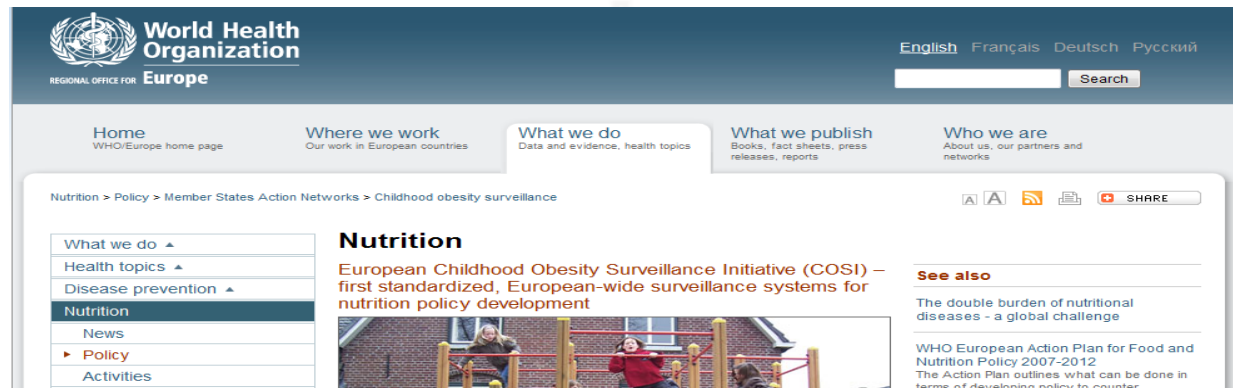 World Health
Organization
REGIONAL OFFICE FOR Europe
English Français Deutsch Русский
Search
Home
WHO/Europe home page
Where we work
Our work in European countries
What we do
Data and evidence, health topics
What we publish
Books, fact sheets, press
releases, reports
Who we are
About us, our partners and
networks
Nutrition > Policy > Member States Action Networks > Childhood obesity surveillance
A A SHARE
What we do
Health topics
Disease prevention
Nutrition
News
Policy
Activities
Nutrition
European Childhood Obesity Surveillance Initiative (COSI) –
first standardized, European-wide surveillance systems for
nutrition policy development
See also
The double burden of nutritional
diseases - a global challenge
WHO European Action Plan for Food and
Nutrition Policy 2007-2012
The Action Plan outlines what can be done in
terms of developing policy to counter